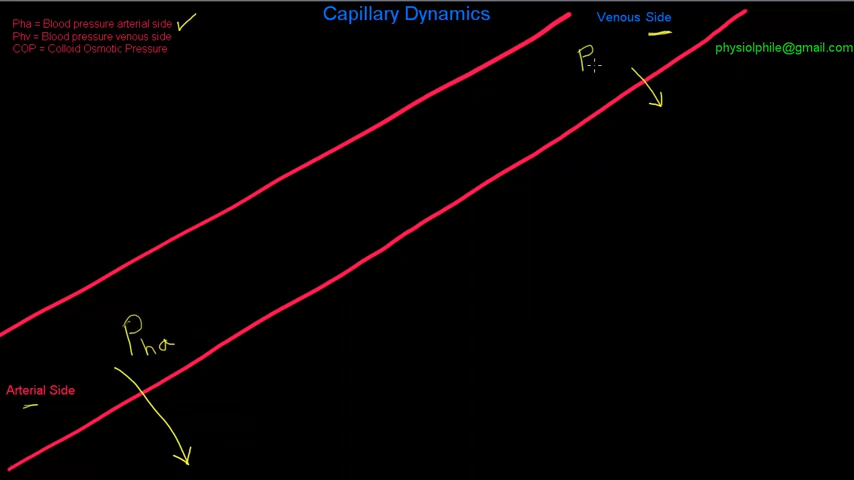 Capillary Dynamics
Pha = Blood pressure arterial side
Phv = Blood pressure venous side
COP = Colloid Osmotic Pressure
Venous Side
physiolphile@gmail.com
P
Pha
Arterial Side